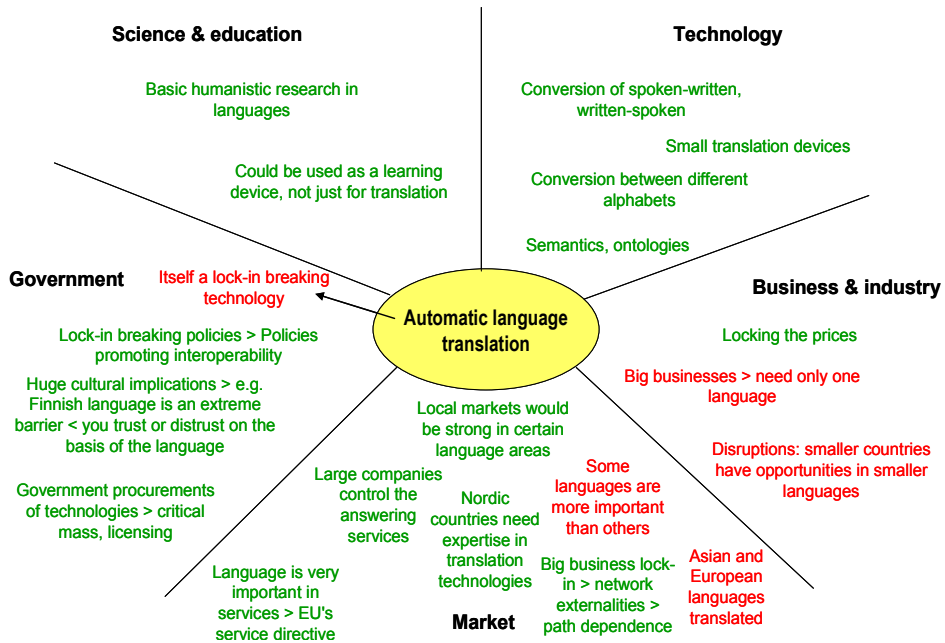 Science & education
Basic humanistic research in
languages
Could be used as a learning
device, not just for translation
Technology
Conversion of spoken-written,
written-spoken
Small translation devices
Conversion between different
alphabets
Semantics, ontologies
Government
Itself a lock-in breaking
technology
Lock-in breaking policies > Policies
promoting interoperability
Huge cultural implications > e.g.
Finnish language is an extreme
barrier < you trust or distrust on the
basis of the language
Government procurements
of technologies > critical
mass, licensing
Automatic language
translation
Business & industry
Locking the prices
Big businesses > need only one
language
Disruptions: smaller countries
have opportunities in smaller
languages
Local markets would
be strong in certain
language areas
Large companies
control the
answering
services
Nordic
countries need
expertise in
translation
technologies
Some
languages are
more important
than others
Language is very
important in
services > EU's
service directive
Big business lock-
in > network
externalities >
path dependence
Asian and
European
languages
translated
Market